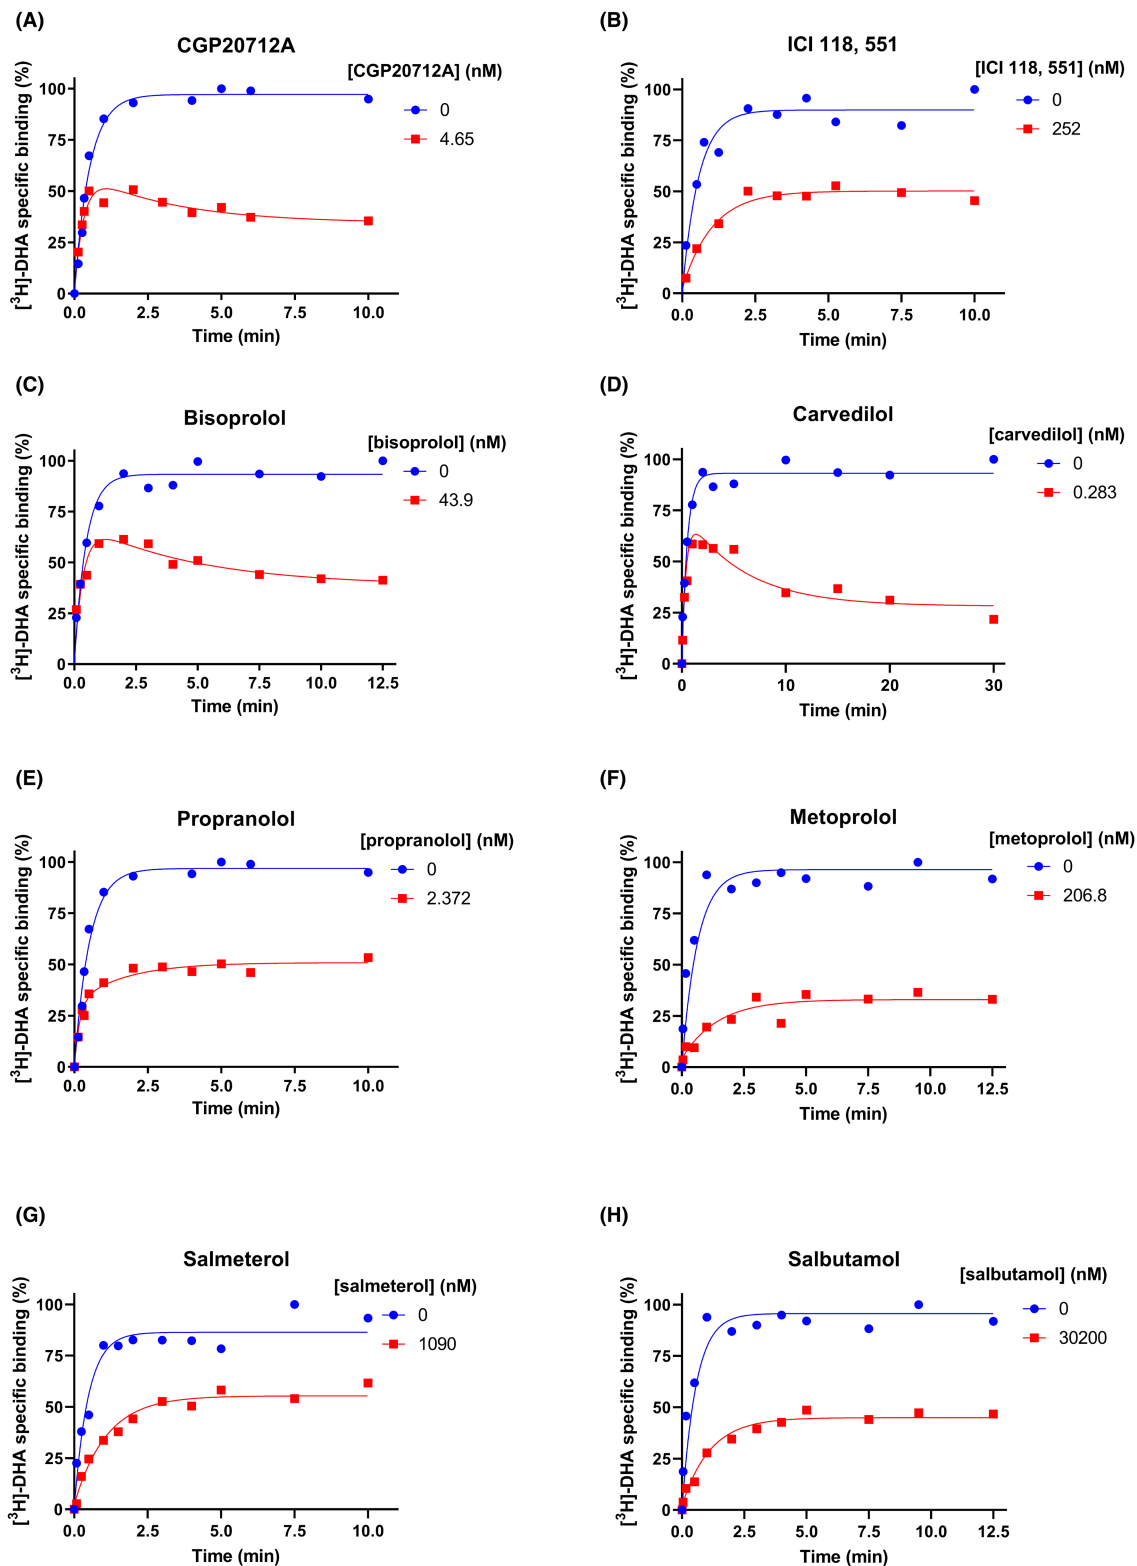 (A)
CGP20712A
[CGP20712A] (nM)
0
4.65
[³H]-DHA specific binding (%)
100
75
50
25
0
0.0 2.5 5.0 7.5 10.0
Time (min)
(B)
ICI 118, 551
[ICI 118, 551] (nM)
0
252
[³H]-DHA specific binding (%)
100
75
50
25
0
0.0 2.5 5.0 7.5 10.0
Time (min)
(C)
Bisoprolol
[bisoprolol] (nM)
0
43.9
[³H]-DHA specific binding (%)
100
75
50
25
0
0.0 2.5 5.0 7.5 10.0 12.5
Time (min)
(D)
Carvedilol
[carvedilol] (nM)
0
0.283
[³H]-DHA specific binding (%)
100
75
50
25
0
0 10 20 30
Time (min)
(E)
Propranolol
[propranolol] (nM)
0
2.372
[³H]-DHA specific binding (%)
100
75
50
25
0
0.0 2.5 5.0 7.5 10.0
Time (min)
(F)
Metoprolol
[metoprolol] (nM)
0
206.8
[³H]-DHA specific binding (%)
100
75
50
25
0
0.0 2.5 5.0 7.5 10.0 12.5
Time (min)
(G)
Salmeterol
[salmeterol] (nM)
0
1090
[³H]-DHA specific binding (%)
100
75
50
25
0
0.0 2.5 5.0 7.5 10.0
Time (min)
(H)
Salbutamol
[salbutamol] (nM)
0
30200
[³H]-DHA specific binding (%)
100
75
50
25
0
0.0 2.5 5.0 7.5 10.0 12.5
Time (min)